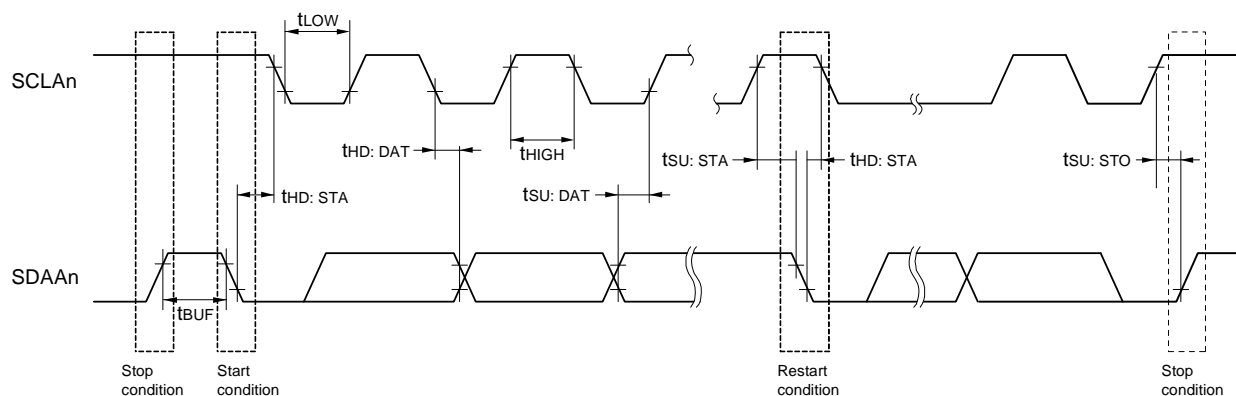 tLOW
SCLAn
tHD: DAT
tHIGH
tSU: STA
tHD: STA
tSU: STO
tHD: STA
tSU: DAT
SDAAn
tBUF
Stop
condition
Start
condition
Restart
condition
Stop
condition